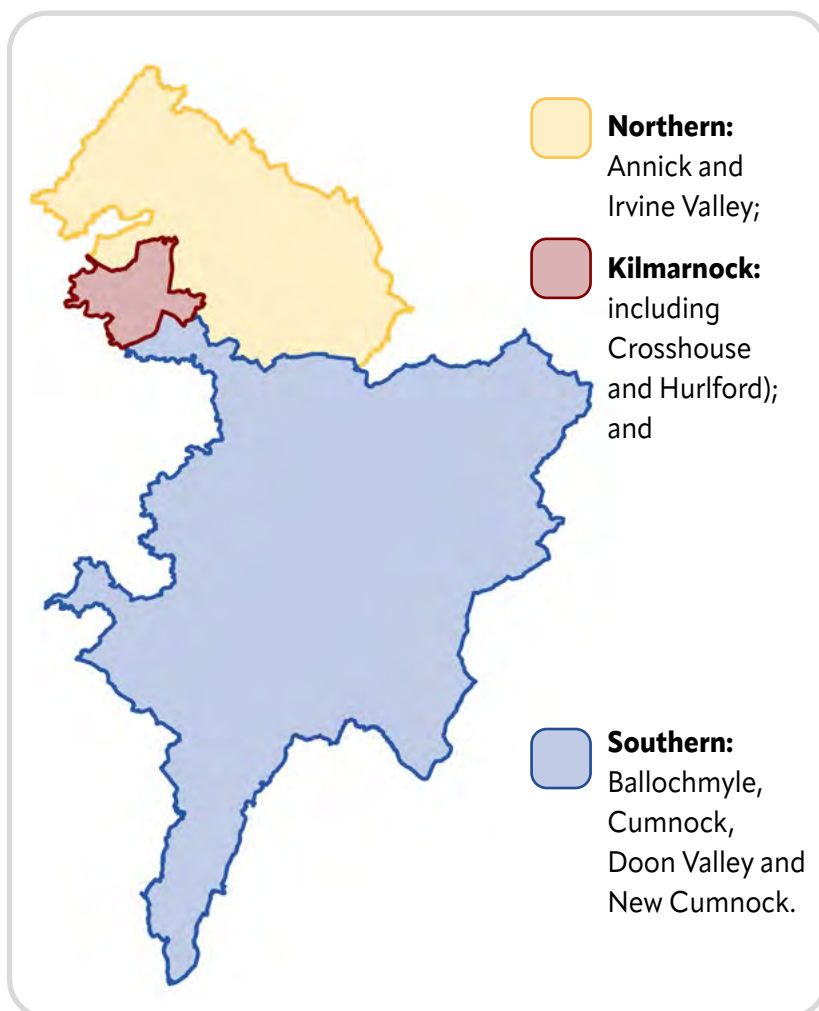 Northern:
Annick and
Irvine Valley;
Kilmarnock:
including
Crosshouse
and Hurlford);
and
Southern:
Ballochmyle,
Cumnock,
Doon Valley and
New Cumnock.